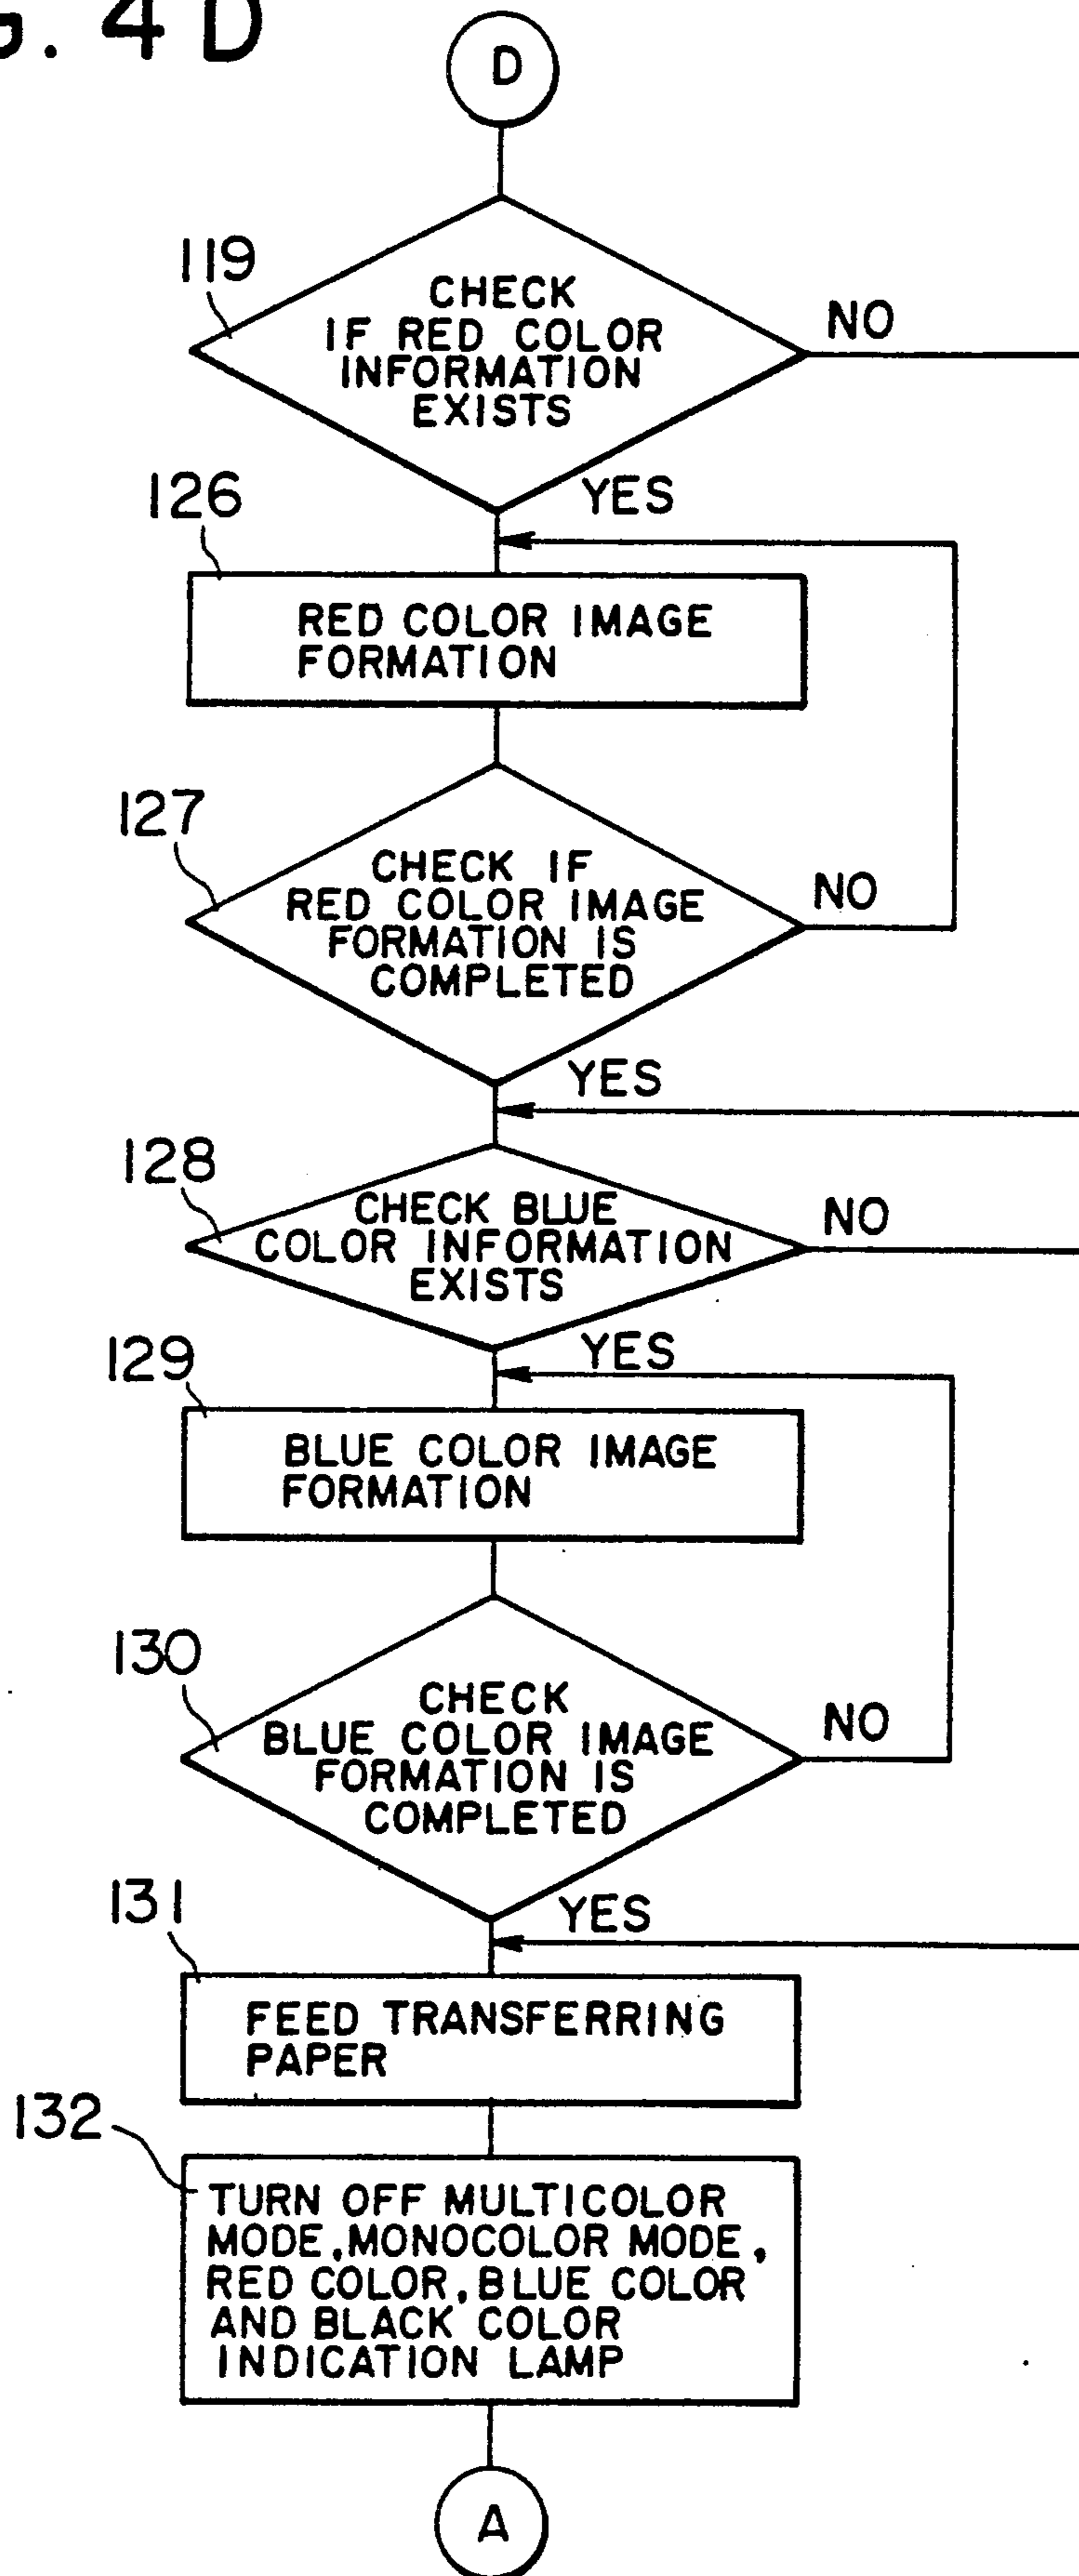 G. 4 D
D
119
CHECK
IF RED COLOR
INFORMATION
EXISTS
NO
YES
126
RED COLOR IMAGE
FORMATION
127
CHECK IF
RED COLOR IMAGE
FORMATION IS
COMPLETED
NO
YES
128
CHECK BLUE
COLOR INFORMATION
EXISTS
NO
YES
129
BLUE COLOR IMAGE
FORMATION
130
CHECK
BLUE COLOR IMAGE
FORMATION IS
COMPLETED
NO
YES
131
FEED TRANSFERRING
PAPER
132
TURN OFF MULTICOLOR
MODE, MONOCOLOR MODE,
RED COLOR, BLUE COLOR
AND BLACK COLOR
INDICATION LAMP
A